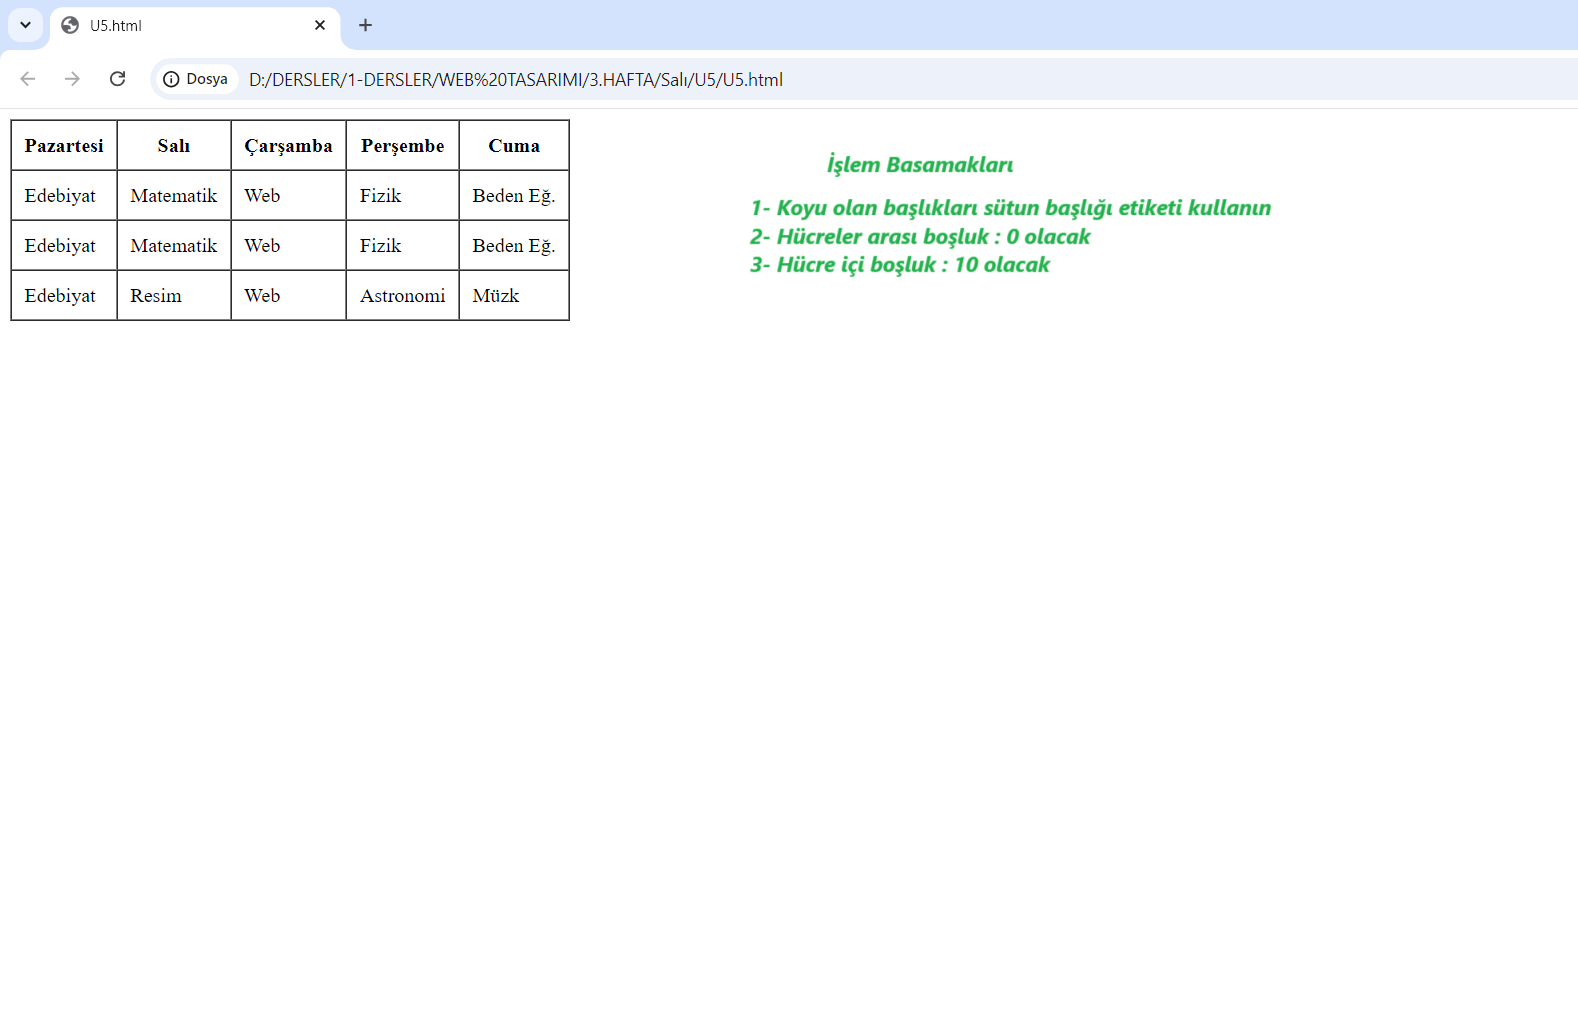 U5.html
Dosya D:/DERSLER/1-DERSLER/WEB%20TASARIMI/3.HAFTA/Salı/U5/U5.html
Pazartesi Salı Çarşamba Perşembe Cuma
Edebiyat Matematik Web Fizik Beden Eğ.
Edebiyat Matematik Web Fizik Beden Eğ.
Edebiyat Resim Web Astronomi Müzk
İşlem Basamakları
1- Koyu olan başlıkları sütun başlığı etiketi kullanın
2- Hücreler arası boşluk : 0 olacak
3- Hücre içi boşluk : 10 olacak